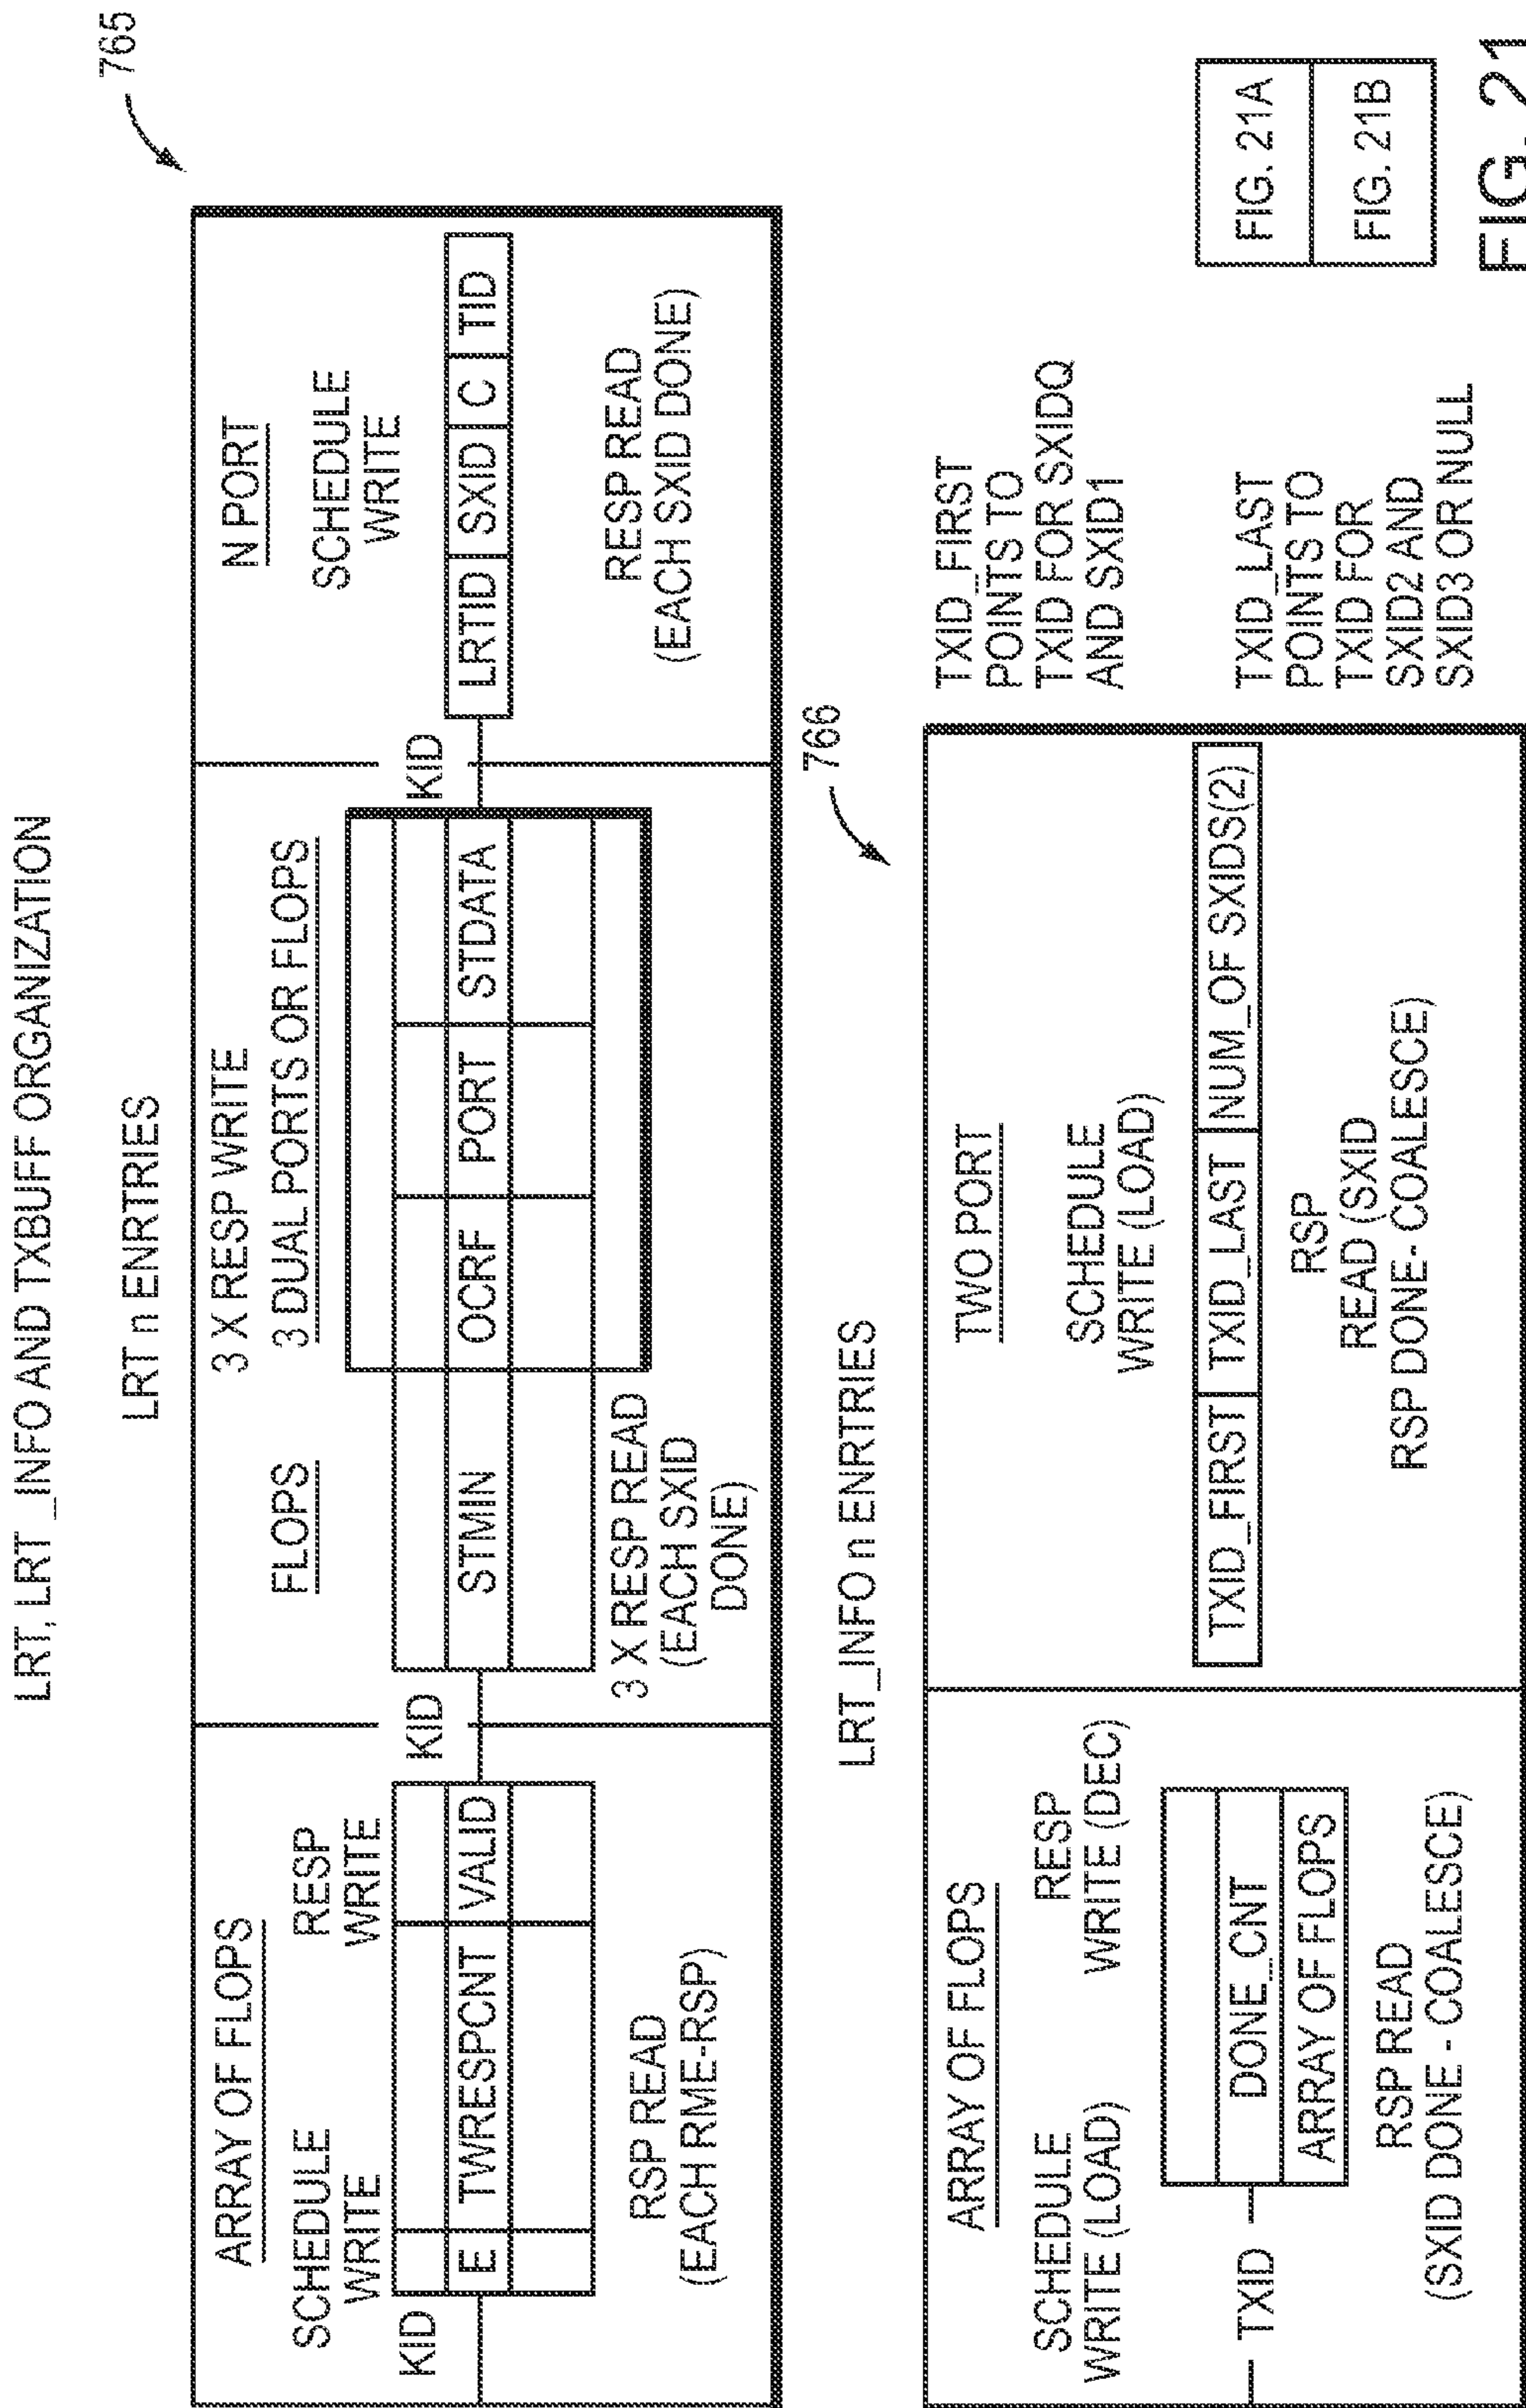 LRT, LRT_INFO AND TXBUFF ORGANIZATION
LRT n ENRTRIES
765
ARRAY OF FLOPS
SCHEDULE
WRITE
RESP
WRITE
KID
E
TWRESPCNT
VALID
RSP READ
(EACH RME-RSP)
KID
FLOPS
3 X RESP WRITE
3 DUAL PORTS OR FLOPS
STMIN
OCRF
PORT
STDATA
3 X RESP READ
(EACH SXID
DONE)
KID
N PORT
SCHEDULE
WRITE
LRTID
SXID
C
TID
RESP READ
(EACH SXID DONE)
LRT_INFO n ENRTRIES
766
ARRAY OF FLOPS
SCHEDULE
WRITE (LOAD)
RESP
WRITE (DEC)
TXID
DONE_CNT
ARRAY OF FLOPS
RSP READ
(SXID DONE - COALESCE)
TWO PORT
SCHEDULE
WRITE (LOAD)
TXID_FIRST
TXID_LAST
NUM_OF SXIDS(2)
RSP
READ (SXID
RSP DONE- COALESCE)
TXID_FIRST
POINTS TO
TXID FOR SXIDQ
AND SXID1
TXID_LAST
POINTS TO
TXID FOR
SXID2 AND
SXID3 OR NULL
FIG. 21A
FIG. 21B
FIG. 21